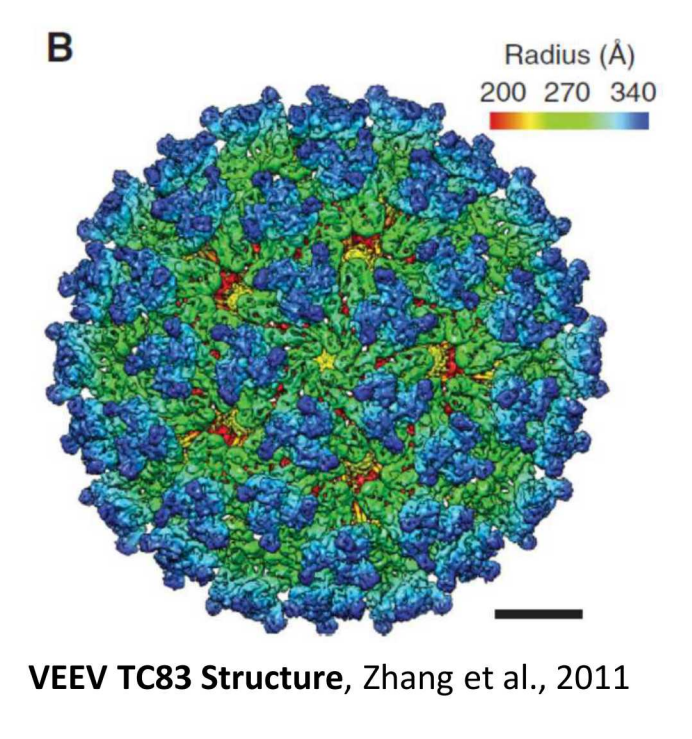 B
Radius (Å)
200 270 340
VEEV TC83 Structure, Zhang et al., 2011